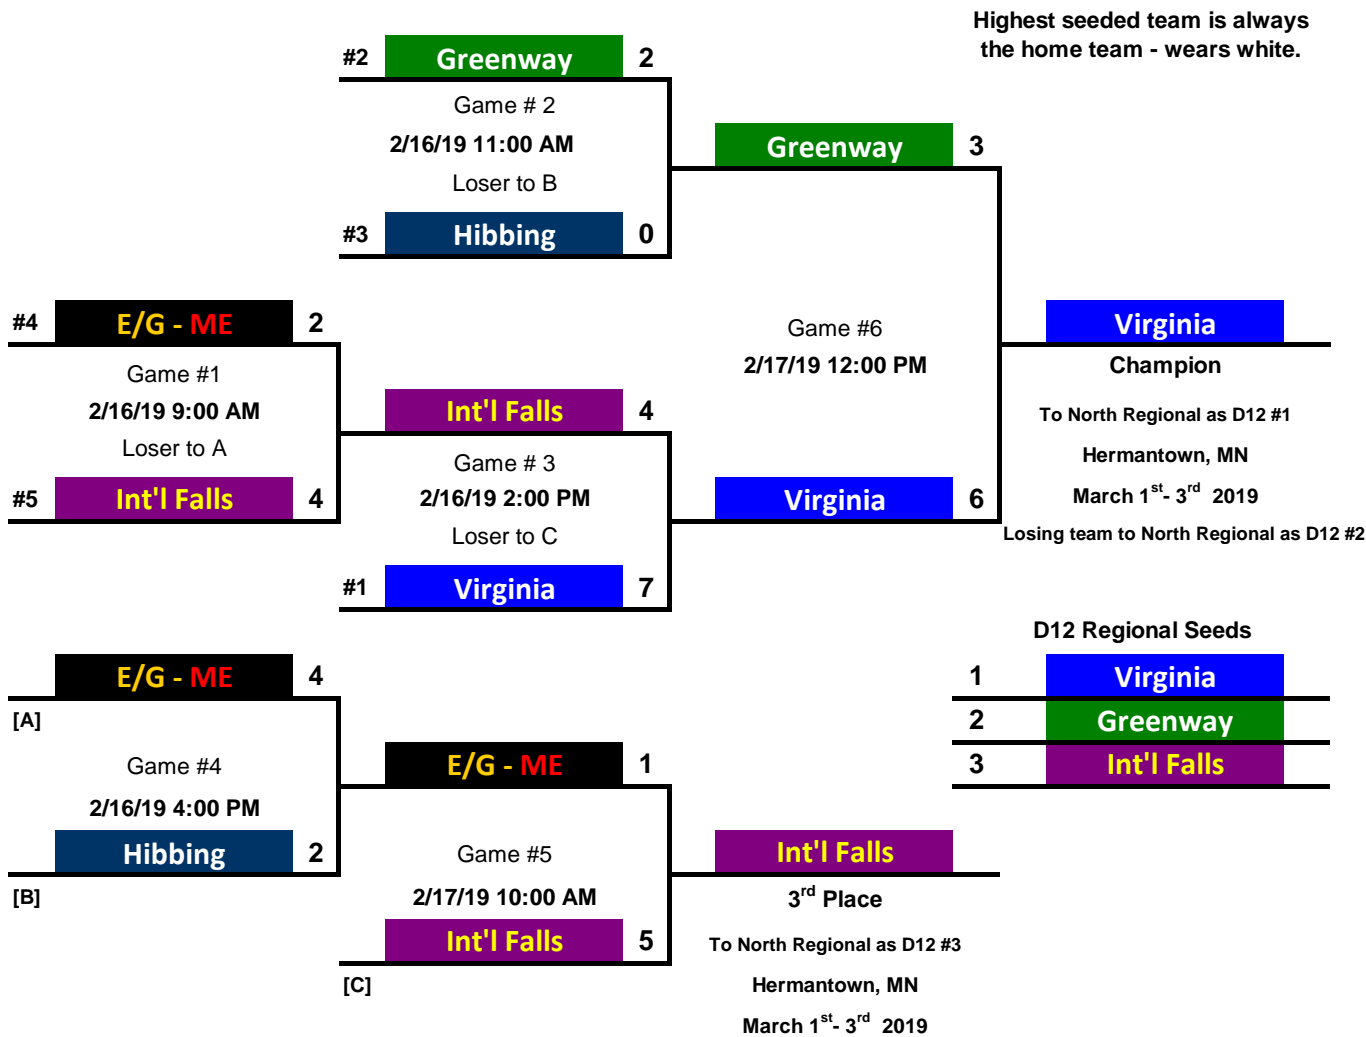 Highest seeded team is always
the home team - wears white.
#2 Greenway 2
Game # 2
2/16/19 11:00 AM
Loser to B
#3 Hibbing 0
Greenway 3
Game #6
2/17/19 12:00 PM
Virginia 6
#4 E/G - ME 2
Game #1
2/16/19 9:00 AM
Loser to A
#5 Int'l Falls 4
Int'l Falls 4
Game # 3
2/16/19 2:00 PM
Loser to C
#1 Virginia 7
Virginia
Champion
To North Regional as D12 #1
Hermantown, MN
March 1st- 3rd 2019
Losing team to North Regional as D12 #2
D12 Regional Seeds
1 Virginia
2 Greenway
3 Int'l Falls
E/G - ME 4
[A]
Game #4
2/16/19 4:00 PM
Hibbing 2
[B]
E/G - ME 1
Game #5
2/17/19 10:00 AM
Int'l Falls 5
[C]
Int'l Falls
3rd Place
To North Regional as D12 #3
Hermantown, MN
March 1st- 3rd 2019